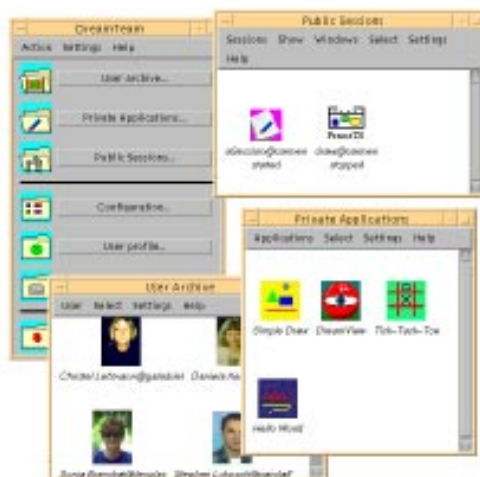 DreamTeam
Action Settings Help
User archive...
Private Applications...
Public Sessions...
Configuration...
User profile...
Public Sessions
Sessions Show Windows Select Settings
Help
started
stopped
Private Applications
Applications Select Settings Help
Simple Draw DreamView Tick-Tack-Toe
Hello World
User Archive
User Select Settings Help